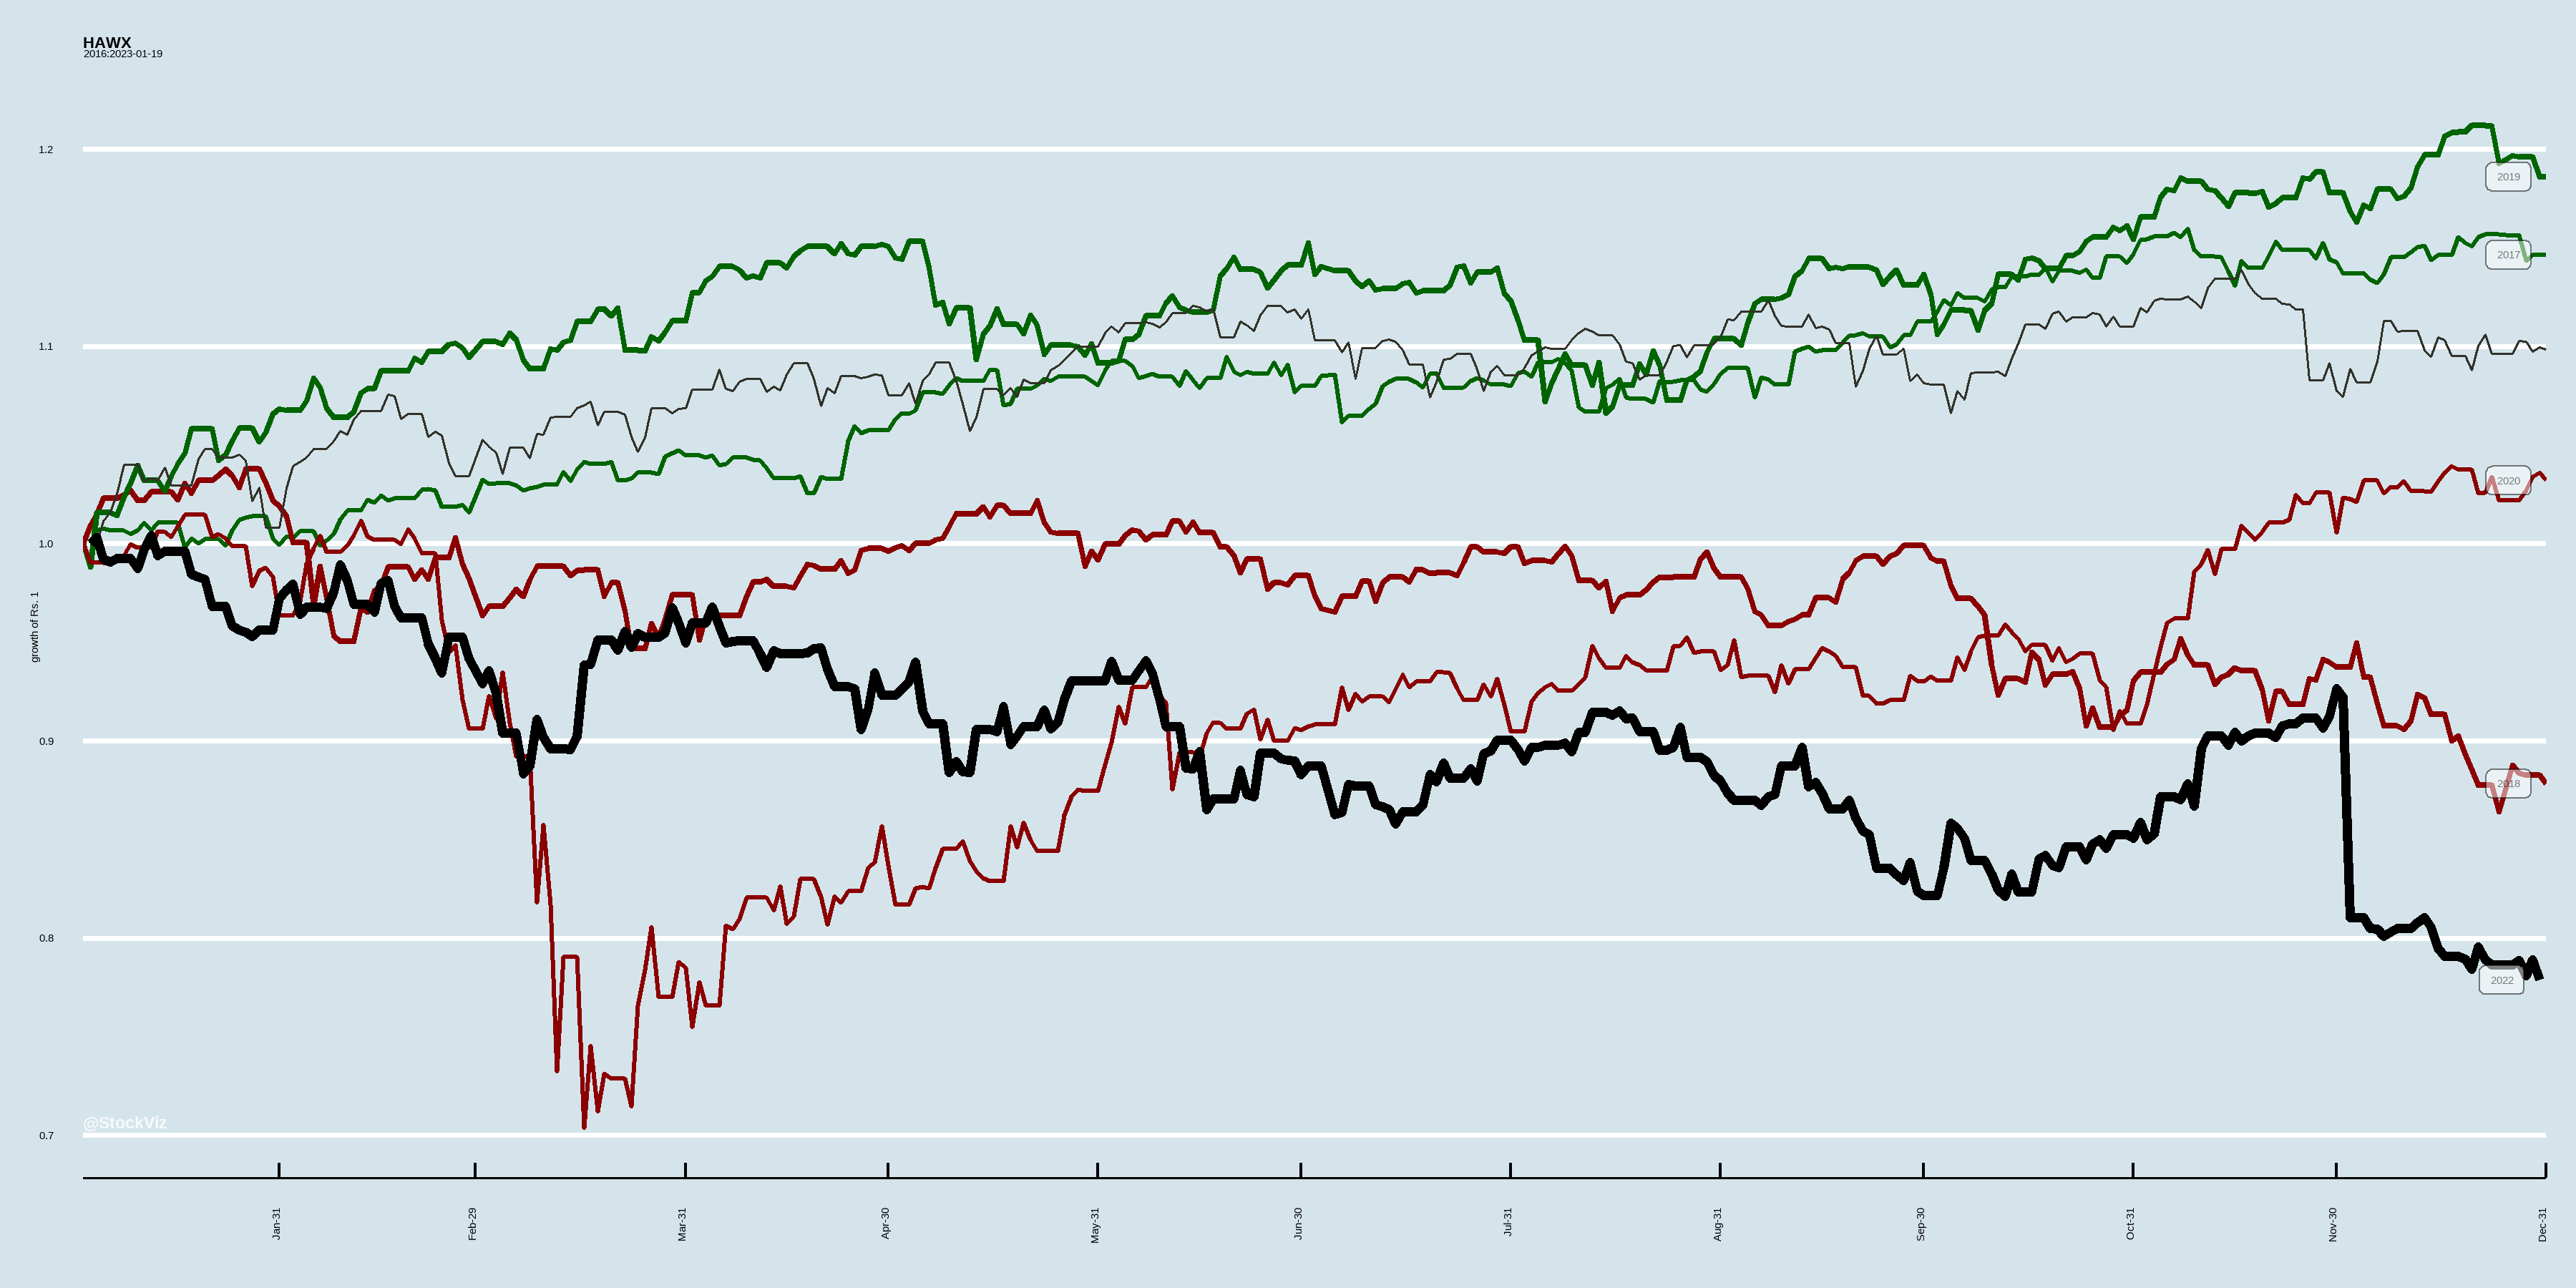 HAWX
2016:2023-01-19
1.2
1.1
1.0
0.9
0.8
0.7
growth of Rs. 1
2019
2017
2020
2018
2022
@StockViz
Jan-31
Feb-29
Mar-31
Apr-30
May-31
Jun-30
Jul-31
Aug-31
Sep-30
Oct-31
Nov-30
Dec-31